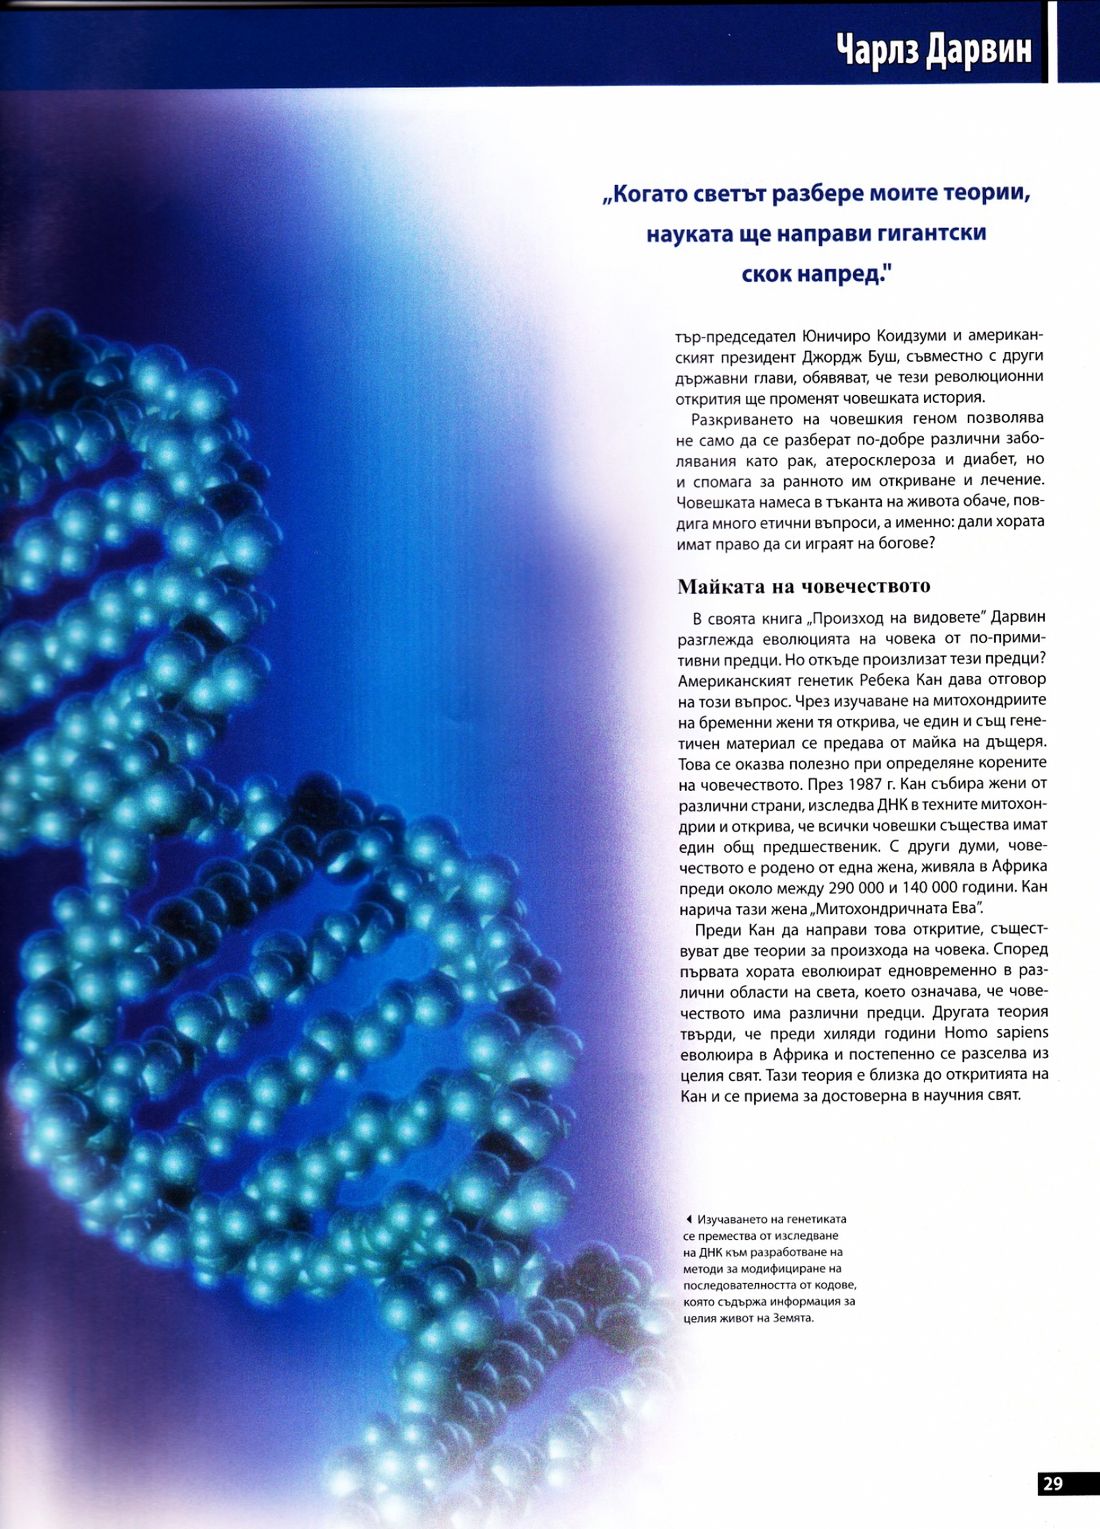 Чарлз Дарвин
„Когато светът разбере моите теории,
науката ще направи гигантски
скок напред."
тър-председател Юничиро Коидзуми и американ-
ският президент Джордж Буш, съвместно с други
държавни глави, обявяват, че тези революционни
открития ще променят човешката история.
Разкриването на човешкия геном позволява
не само да се разберат по-добре различни забо-
лявания като рак, атеросклероза и диабет, но
и спомага за ранното им откриване и лечение.
Човешката намеса в тъканта на живота обаче, пов-
дига много етични въпроси, а именно: дали хората
имат право да си играят на богове?
Майката на човечеството
В своята книга „Произход на видовете” Дарвин
разглежда еволюцията на човека от по-прими-
тивни предци. Но откъде произлизат тези предци?
Американският генетик Ребека Кан дава отговор
на този въпрос. Чрез изучаване на митохондриите
на бременни жени тя открива, че един и същ гене-
тичен материал се предава от майка на дъщеря.
Това се оказва полезно при определяне корените
на човечеството. През 1987 г. Кан събира жени от
различни страни, изследва ДНК в техните митохон-
дрии и открива, че всички човешки същества имат
един общ предшественик. С други думи, чове-
чеството е родено от една жена, живяла в Африка
преди около между 290 000 и 140 000 години. Кан
нарича тази жена „Митохондричната Ева”.
Преди Кан да направи това откритие, същест-
вуват две теории за произхода на човека. Според
първата хората еволюират едновременно в раз-
лични области на света, което означава, че чове-
чеството има различни предци. Другата теория
твърди, че преди хиляди години Homo sapiens
еволюира в Африка и постепенно се разселва из
целия свят. Тази теория е близка до откритията на
Кан и се приема за достоверна в научния свят.
◄ Изучаването на генетиката
се премества от изследване
на ДНК към разработване на
методи за модифициране на
последователността от кодове,
която съдържа информация за
целия живот на Земята.
29